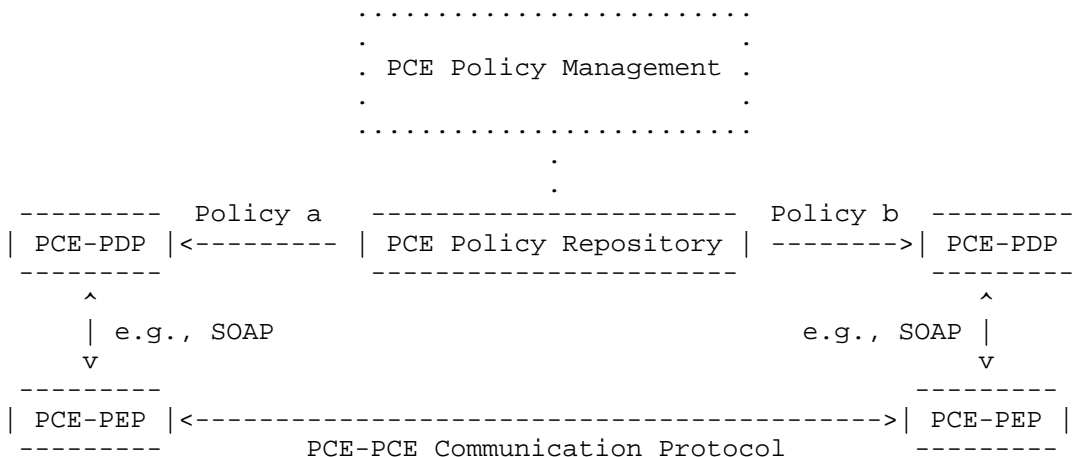 PCE Policy Management
Policy a Policy b
PCE-PDP PCE Policy Repository PCE-PDP
e.g., SOAP e.g., SOAP
PCE-PEP PCE-PEP
PCE-PCE Communication Protocol